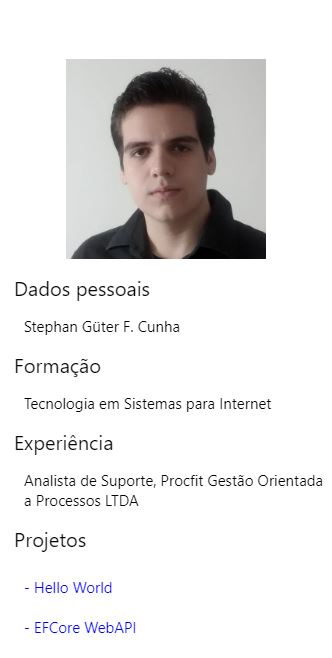 Dados pessoais
Stephan Güter F. Cunha
Formação
Tecnologia em Sistemas para Internet
Experiência
Analista de Suporte, Procfit Gestão Orientada
a Processos LTDA
Projetos
- Hello World
- EFCore WebAPI